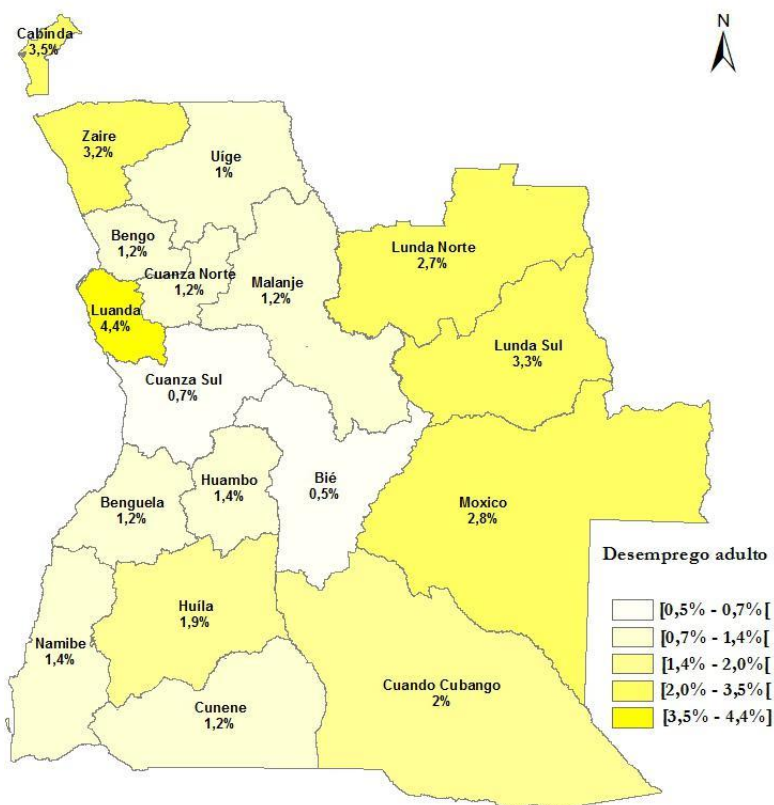 N
Cabinda
3,5%
Zaire
3,2%
Uíge
1%
Bengo
1,2%
Cuanza Norte
1,2%
Malanje
1,2%
Lunda Norte
2,7%
Luanda
4,4%
Lunda Sul
3,3%
Cuanza Sul
0,7%
Huambo
1,4%
Bié
0,5%
Benguela
1,2%
Moxico
2,8%
Huíla
1,9%
Namibe
1,4%
Cunene
1,2%
Cuando Cubango
2%
Desemprego adulto
[0,5% - 0,7%[
[0,7% - 1,4%[
[1,4% - 2,0%[
[2,0% - 3,5%[
[3,5% - 4,4%]